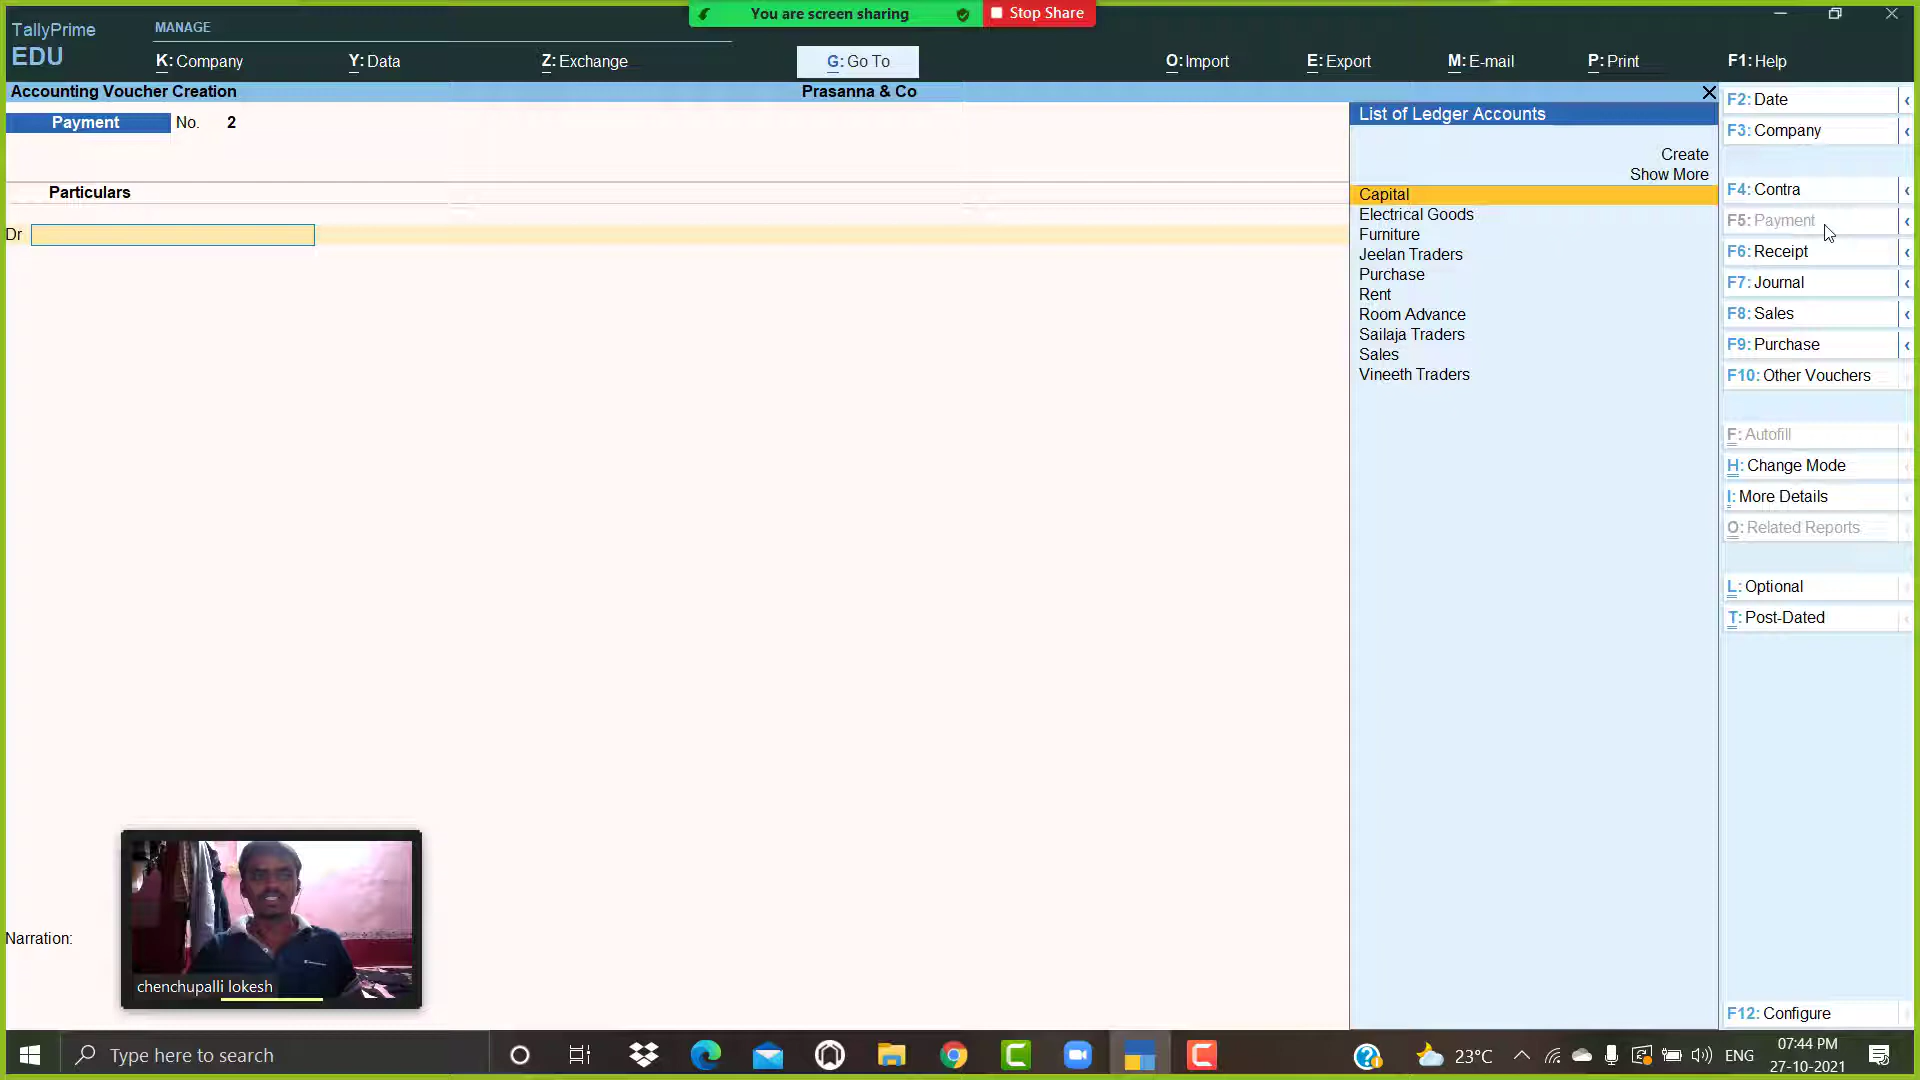 You are screen sharing
Stop Share
TallyPrime
EDU
MANAGE
K: Company
Y: Data
Z: Exchange
G: Go To
O: Import
E: Export
M: E-mail
P: Print
F1: Help
Accounting Voucher Creation
Prasanna & Co
Payment No. 2
Particulars
Dr
Narration:
List of Ledger Accounts
Create
Show More
Capital
Electrical Goods
Furniture
Jeelan Traders
Purchase
Rent
Room Advance
Sailaja Traders
Sales
Vineeth Traders
F2: Date
F3: Company
F4: Contra
F5: Payment
F6: Receipt
F7: Journal
F8: Sales
F9: Purchase
F10: Other Vouchers
F: Autofill
H: Change Mode
I: More Details
O: Related Reports
L: Optional
T: Post-Dated
F12: Configure
chenchupalli lokesh
Type here to search
23°C
ENG
07:44 PM
27-10-2021